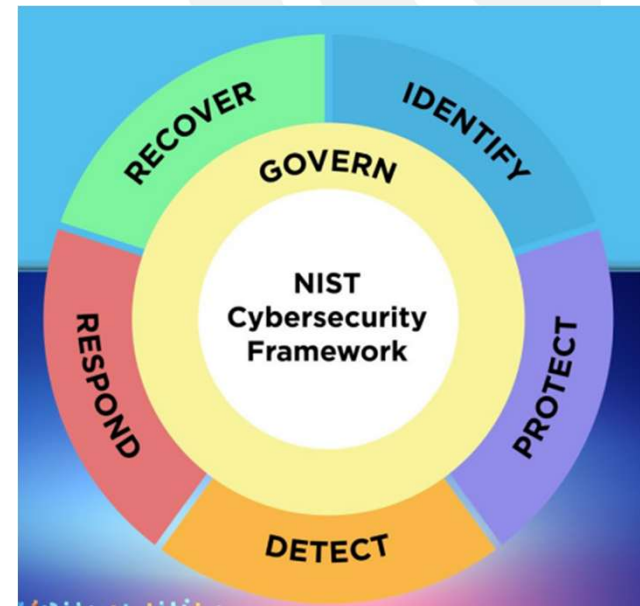 RECOVER
IDENTIFY
GOVERN
NIST
Cybersecurity
Framework
RESPOND
PROTECT
DETECT